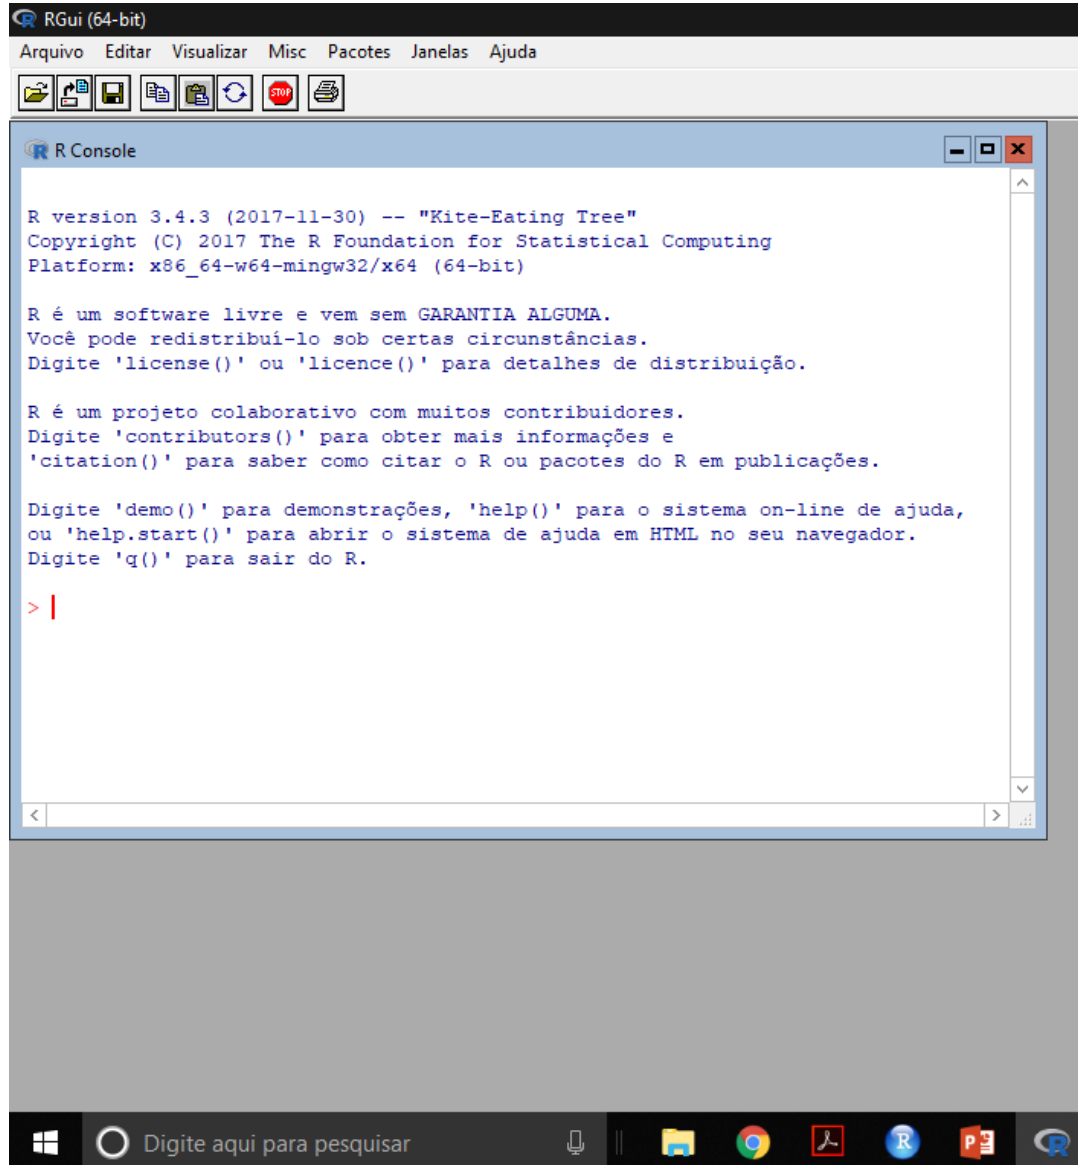 RGui (64-bit)
Arquivo Editar Visualizar Misc Pacotes Janelas Ajuda
STOP
R Console
R version 3.4.3 (2017-11-30) -- "Kite-Eating Tree"
Copyright (C) 2017 The R Foundation for Statistical Computing
Platform: x86_64-w64-mingw32/x64 (64-bit)
R é um software livre e vem sem GARANTIA ALGUMA.
Você pode redistribuí-lo sob certas circunstâncias.
Digite 'license()' ou 'licence()' para detalhes de distribuição.
R é um projeto colaborativo com muitos contribuidores.
Digite 'contributors()' para obter mais informações e
'citation()' para saber como citar o R ou pacotes do R em publicações.
Digite 'demo()' para demonstrações, 'help()' para o sistema on-line de ajuda,
ou 'help.start()' para abrir o sistema de ajuda em HTML no seu navegador.
Digite 'q()' para sair do R.
>
Digite aqui para pesquisar